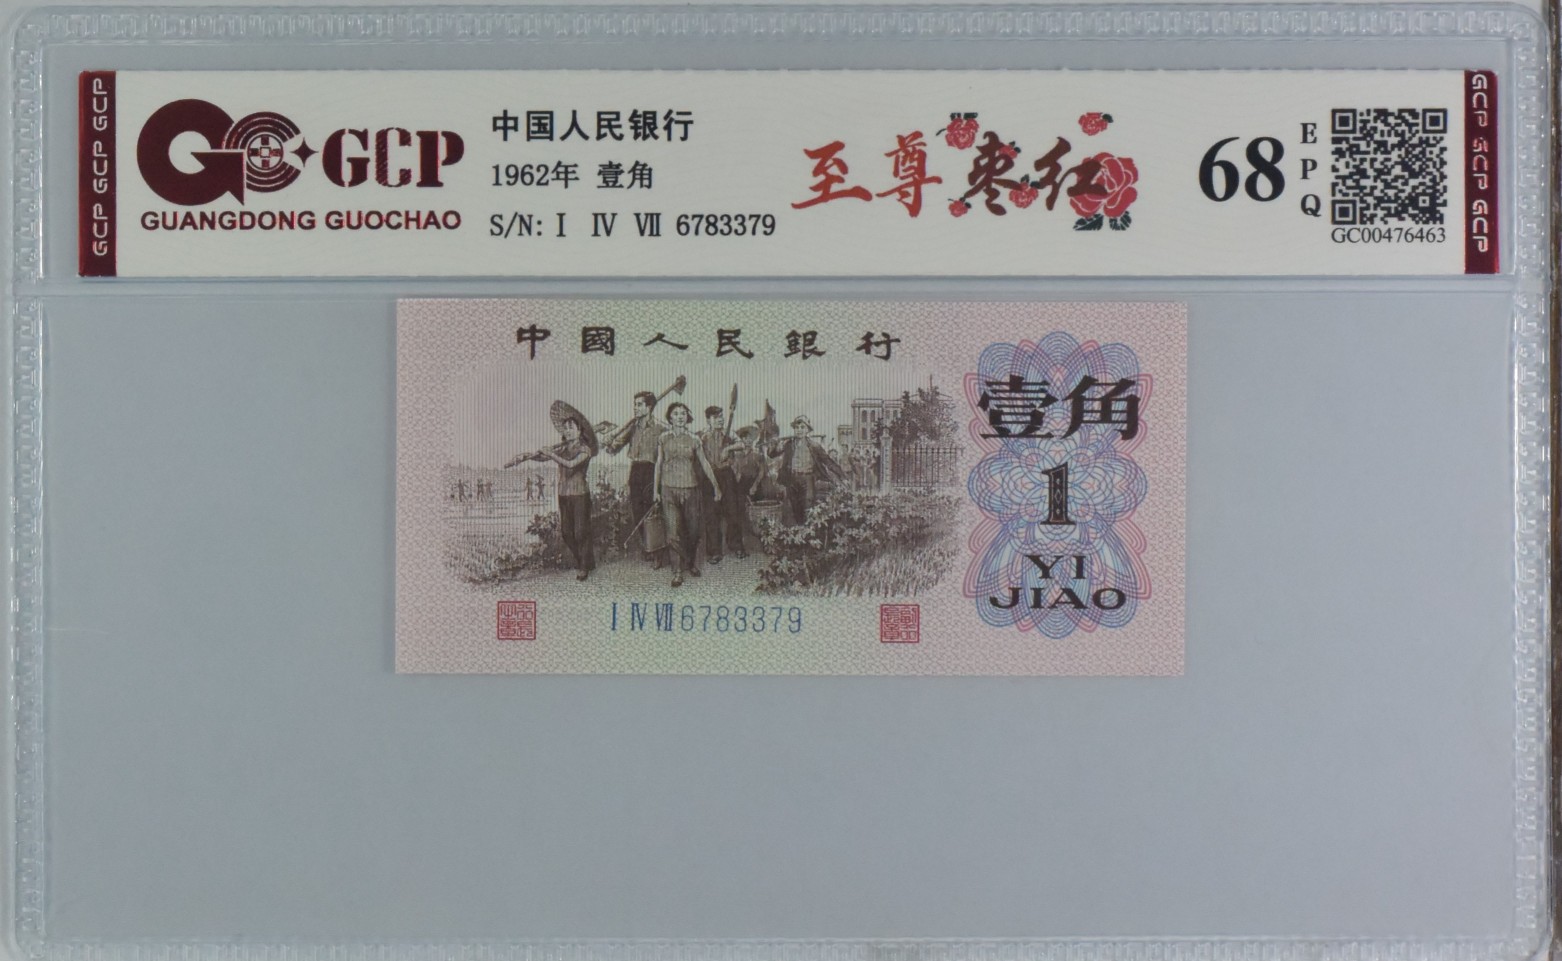 GCP GCP GCP
GCP
GUANGDONG GUOCHAO
中国人民银行
1962年 壹角
S/N: I IV VII 6783379
至尊枣红
68
EPQ
GC00476463
GCP GCP GCP
中國人民銀行
壹角
1
YI
JIAO
I IV VII 6783379